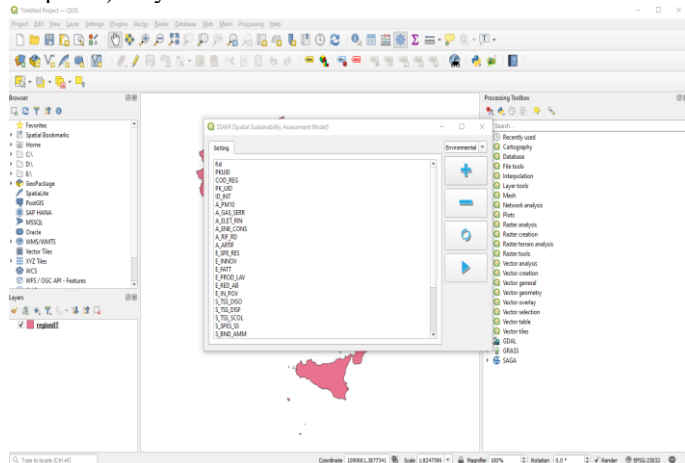 *Untitled Project — QGIS
Project Edit View Layer Settings Plugins Vector Raster Database Web Mesh Processing Help
Browser
Favorites
Spatial Bookmarks
Home
C:\
D:\
E:\
GeoPackage
SpatiaLite
PostGIS
SAP HANA
MSSQL
Oracle
WMS/WMTS
Vector Tiles
XYZ Tiles
WCS
WFS / OGC API - Features
Layers
regioniIT
SSAM (Spatial Sustainability Assessment Model)
Setting
Environmental
fid
PKUID
COD_REG
PK_UID
ID_INT
A_PM10
A_GAS_SERR
A_ELET_RIN
A_ENE_CONS
A_RIF_RD
A_ARTIF
E_SPE_RES
E_INNOV
E_FATT
E_PROD_LAV
E_RED_AB
E_IN_POV
S_TSS_DISO
S_TSS_DISP
S_TSS_SCOL
S_SPES_SS
S_BND_AMM
Processing Toolbox
Search...
Recently used
Cartography
Database
File tools
Interpolation
Layer tools
Mesh
Network analysis
Plots
Raster analysis
Raster creation
Raster terrain analysis
Raster tools
Vector analysis
Vector creation
Vector general
Vector geometry
Vector overlay
Vector selection
Vector table
Vector tiles
GDAL
GRASS
SAGA
Type to locate (Ctrl+K)
Coordinate 1090661,3877341 Scale 1:8247399 Magnifier 100% Rotation 0.0 ° Render EPSG:23032